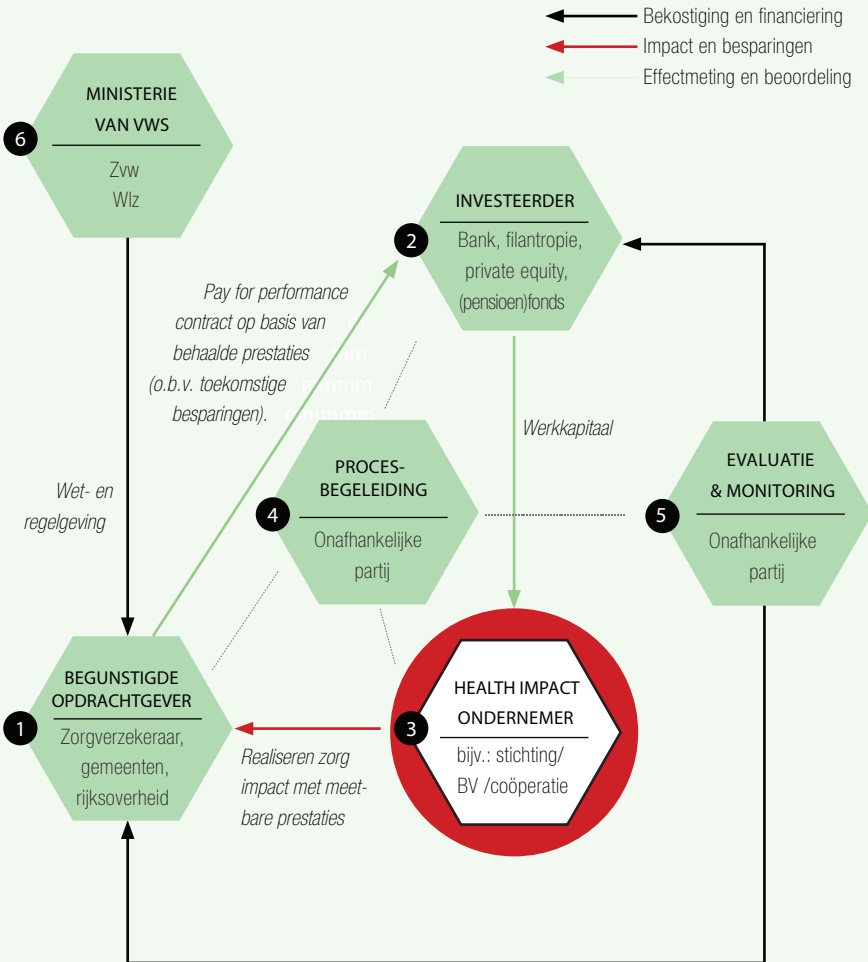 Bekostiging en financiering
Impact en besparingen
Effectmeting en beoordeling
MINISTERIE
VAN VWS
6
Zvw
Wlz
INVESTEERDER
2
Bank, filantropie,
private equity,
(pensioen)fonds
Pay for performance
contract op basis van
behaalde prestaties
(o.b.v. toekomstige
besparingen).
Werkkapitaal
Wet- en
regelgeving
PROCES-
BEGELEIDING
4
Onafhankelijke
partij
EVALUATIE
& MONITORING
5
Onafhankelijke
partij
BEGUNSTIGDE
OPDRACHTGEVER
1
Zorgverzekeraar,
gemeenten,
rijksoverheid
Realiseren zorg
impact met meet-
bare prestaties
HEALTH IMPACT
ONDERNEMER
3
bijv.: stichting/
BV /coöperatie